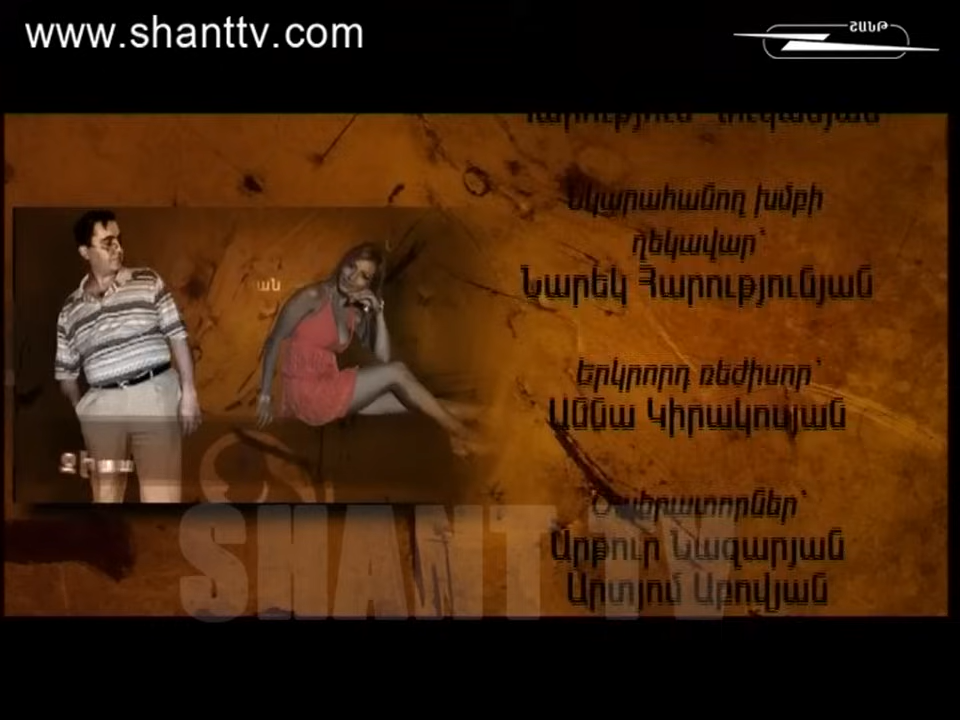 www.shanttv.com
ՇԱՆԹ
Նկարահանող խմբի
ղեկավար՝
Նարեկ Հարությունյան
Երկրորդ ռեժիսոր՝
Աննա Կիրակոսյան
Օպերատորներ՝
Արթուր Նազարյան
Արտյոմ Աբովյան
SHANT TV